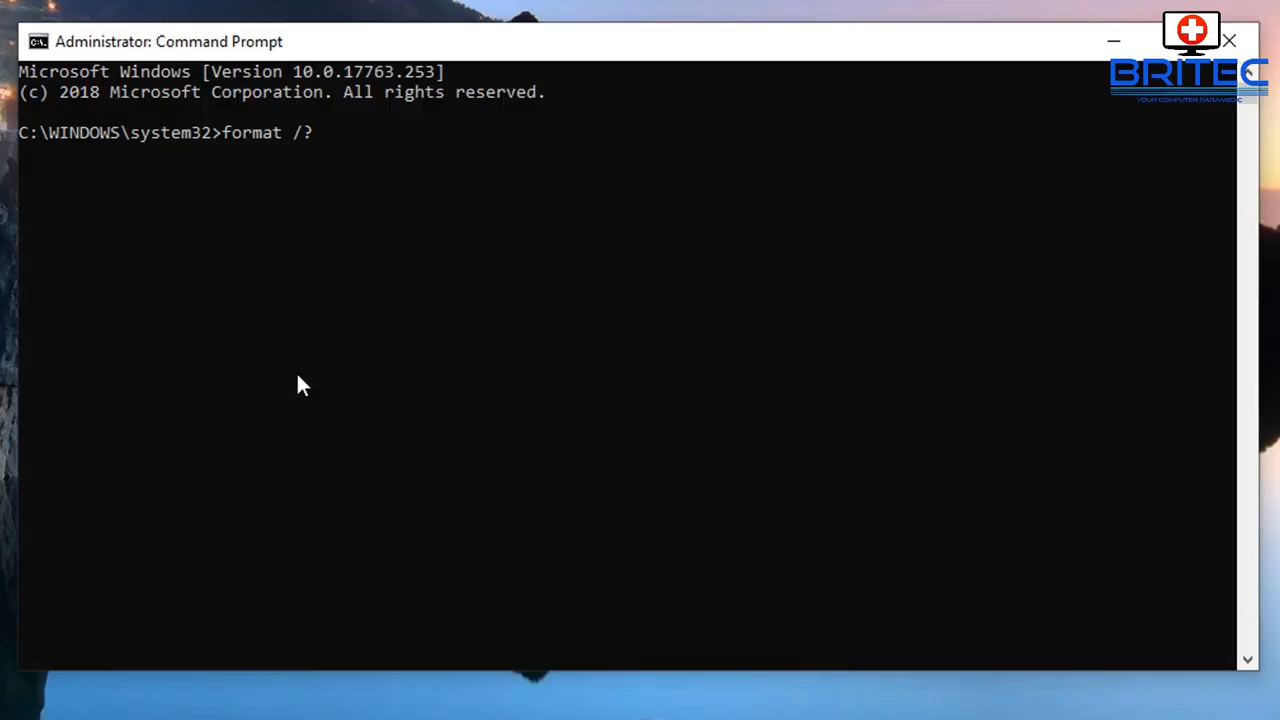 Administrator: Command Prompt
BRITEC
YOUR COMPUTER PARAMEDIC
Microsoft Windows [Version 10.0.17763.253]
(c) 2018 Microsoft Corporation. All rights reserved.
C:\WINDOWS\system32>format /?